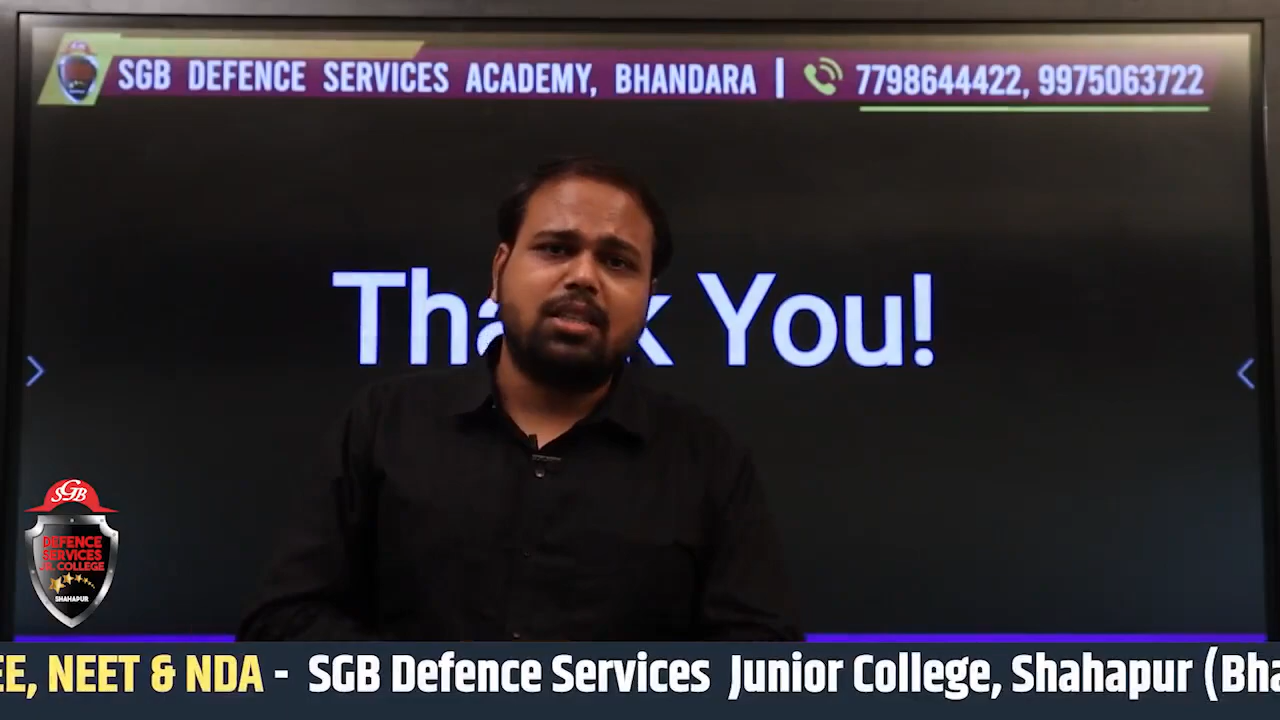 SGB DEFENCE SERVICES ACADEMY, BHANDARA | 7798644422, 9975063722
Tha k You!
SGB
DEFENCE
SERVICES
JR. COLLEGE
SHAHAPUR
EE, NEET & NDA - SGB Defence Services Junior College, Shahapur (Bha